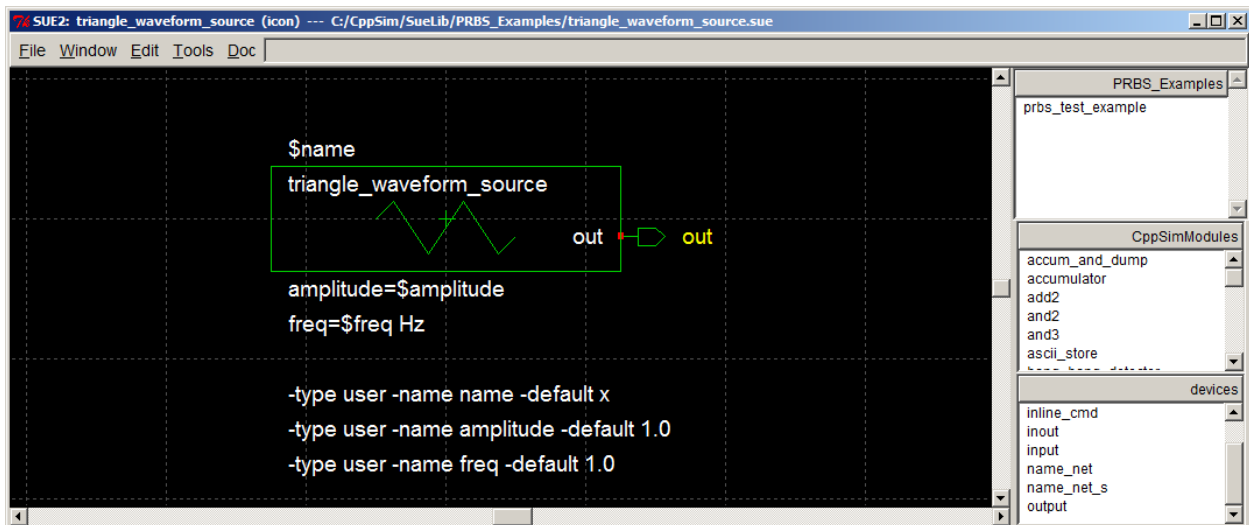 SUE2: triangle_waveform_source (icon) --- C:/CppSim/SueLib/PRBS_Examples/triangle_waveform_source.sue
File Window Edit Tools Doc
$name
triangle_waveform_source
out
out
amplitude=$amplitude
freq=$freq Hz
-type user -name name -default x
-type user -name amplitude -default 1.0
-type user -name freq -default 1.0
PRBS_Examples
prbs_test_example
CppSimModules
accum_and_dump
accumulator
add2
and2
and3
ascii_store
devices
inline_cmd
inout
input
name_net
name_net_s
output